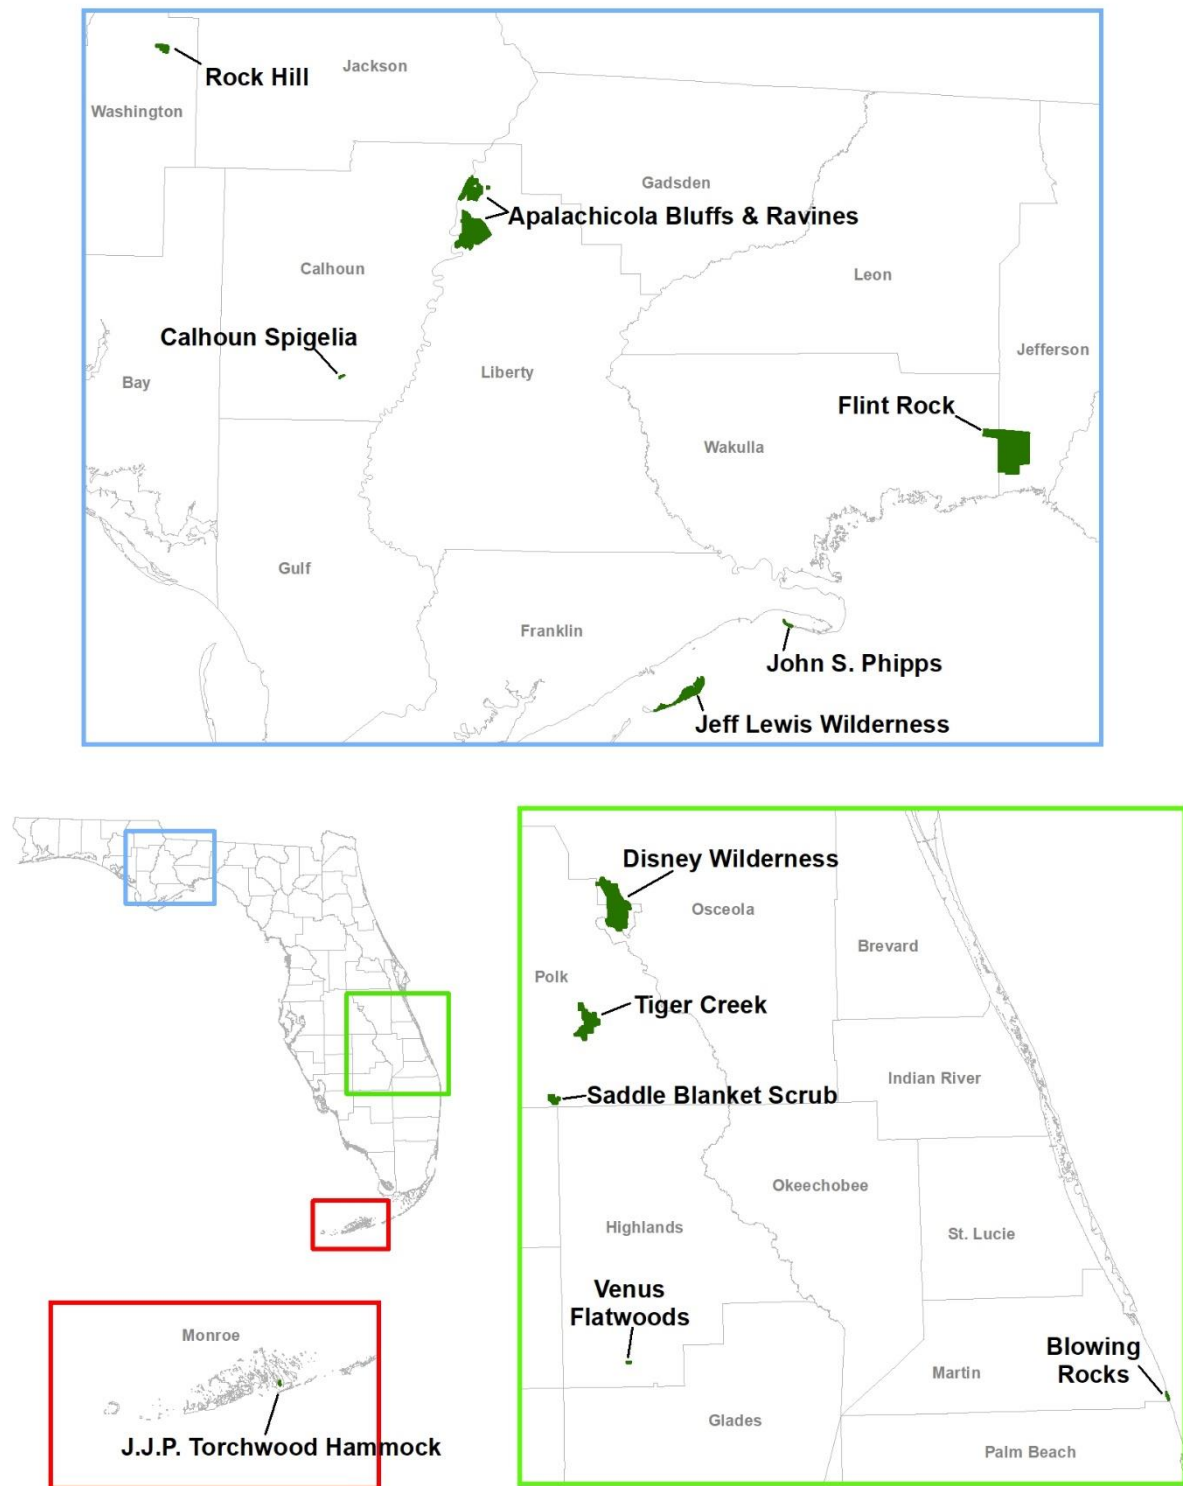 Rock Hill
Jackson
Washington
Gadsden
Apalachicola Bluffs & Ravines
Calhoun
Leon
Calhoun Spigelia
Jefferson
Liberty
Bay
Flint Rock
Wakulla
Gulf
Franklin
John S. Phipps
Jeff Lewis Wilderness
Disney Wilderness
Osceola
Brevard
Polk
Tiger Creek
Indian River
Saddle Blanket Scrub
Okeechobee
Highlands
St. Lucie
Venus
Flatwoods
Blowing
Rocks
Martin
Glades
Palm Beach
Monroe
J.J.P. Torchwood Hammock